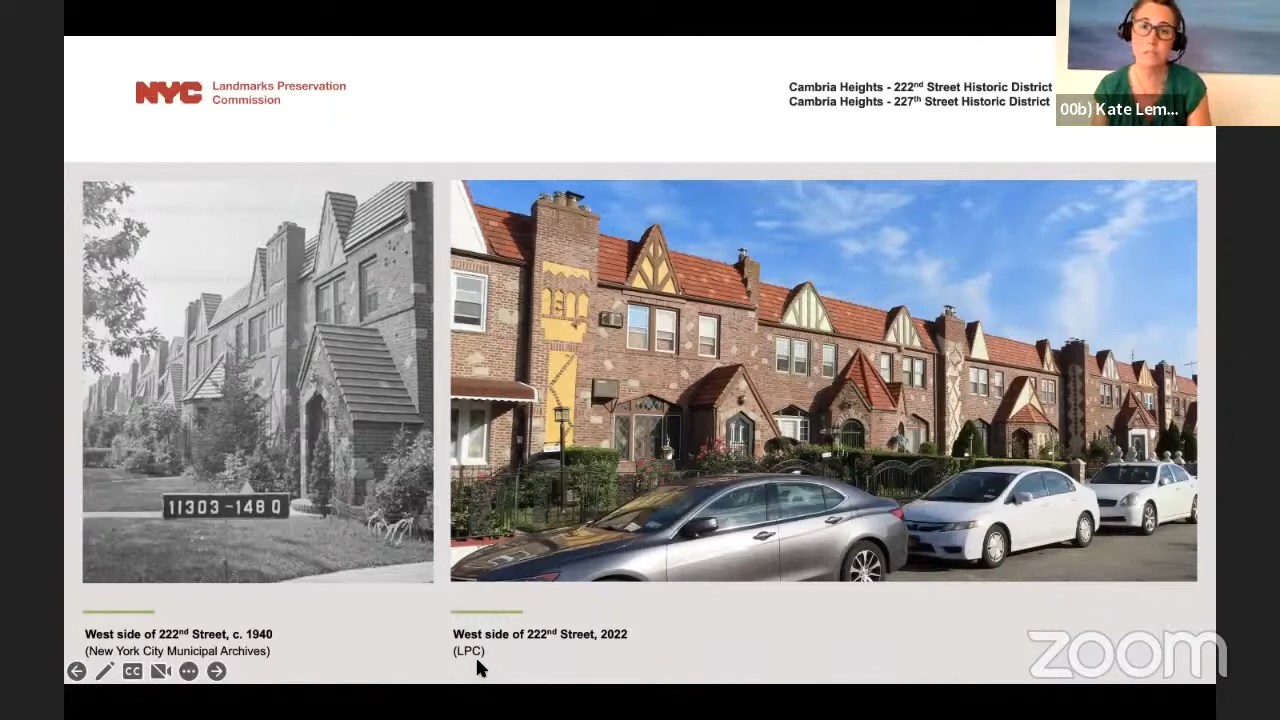 NYC Landmarks Preservation
Commission
Cambria Heights - 222nd Street Historic District
Cambria Heights - 227th Street Historic District
00b) Kate Lem...
11303-148 Q
West side of 222nd Street, c. 1940
(New York City Municipal Archives)
West side of 222nd Street, 2022
(LPC)
CC
zoom